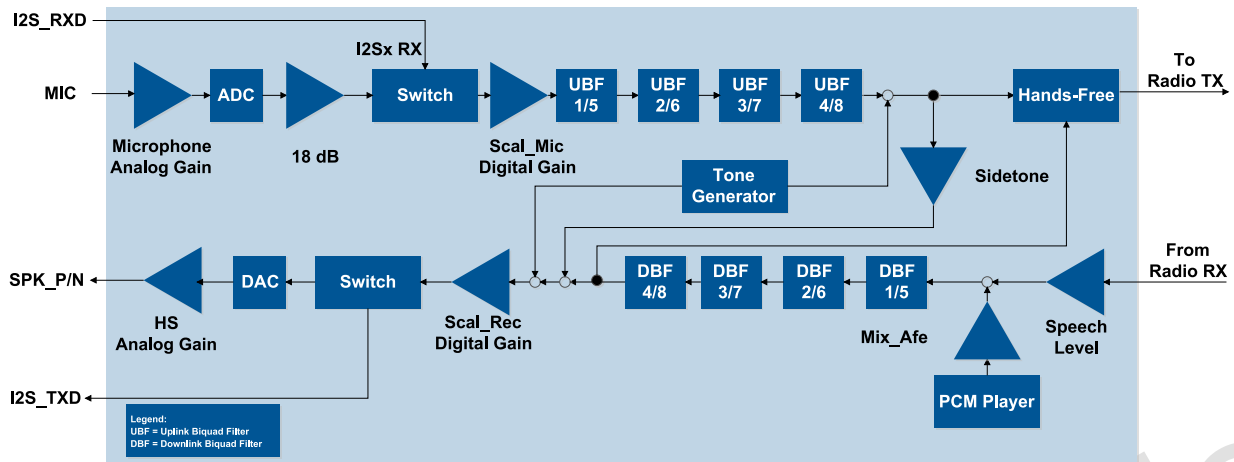 I2S_RXD
I2Sx RX
MIC
ADC
Switch
UBF
1/5
UBF
2/6
UBF
3/7
UBF
4/8
Hands-Free
To
Radio TX
Microphone
Analog Gain
18 dB
Scal_Mic
Digital Gain
Tone
Generator
Sidetone
From
Radio RX
SPK_P/N
DAC
Switch
DBF
4/8
DBF
3/7
DBF
2/6
DBF
1/5
HS
Analog Gain
Scal_Rec
Digital Gain
Mix_Afe
Speech
Level
I2S_TXD
PCM Player
Legend:
UBF = Uplink Biquad Filter
DBF = Downlink Biquad Filter